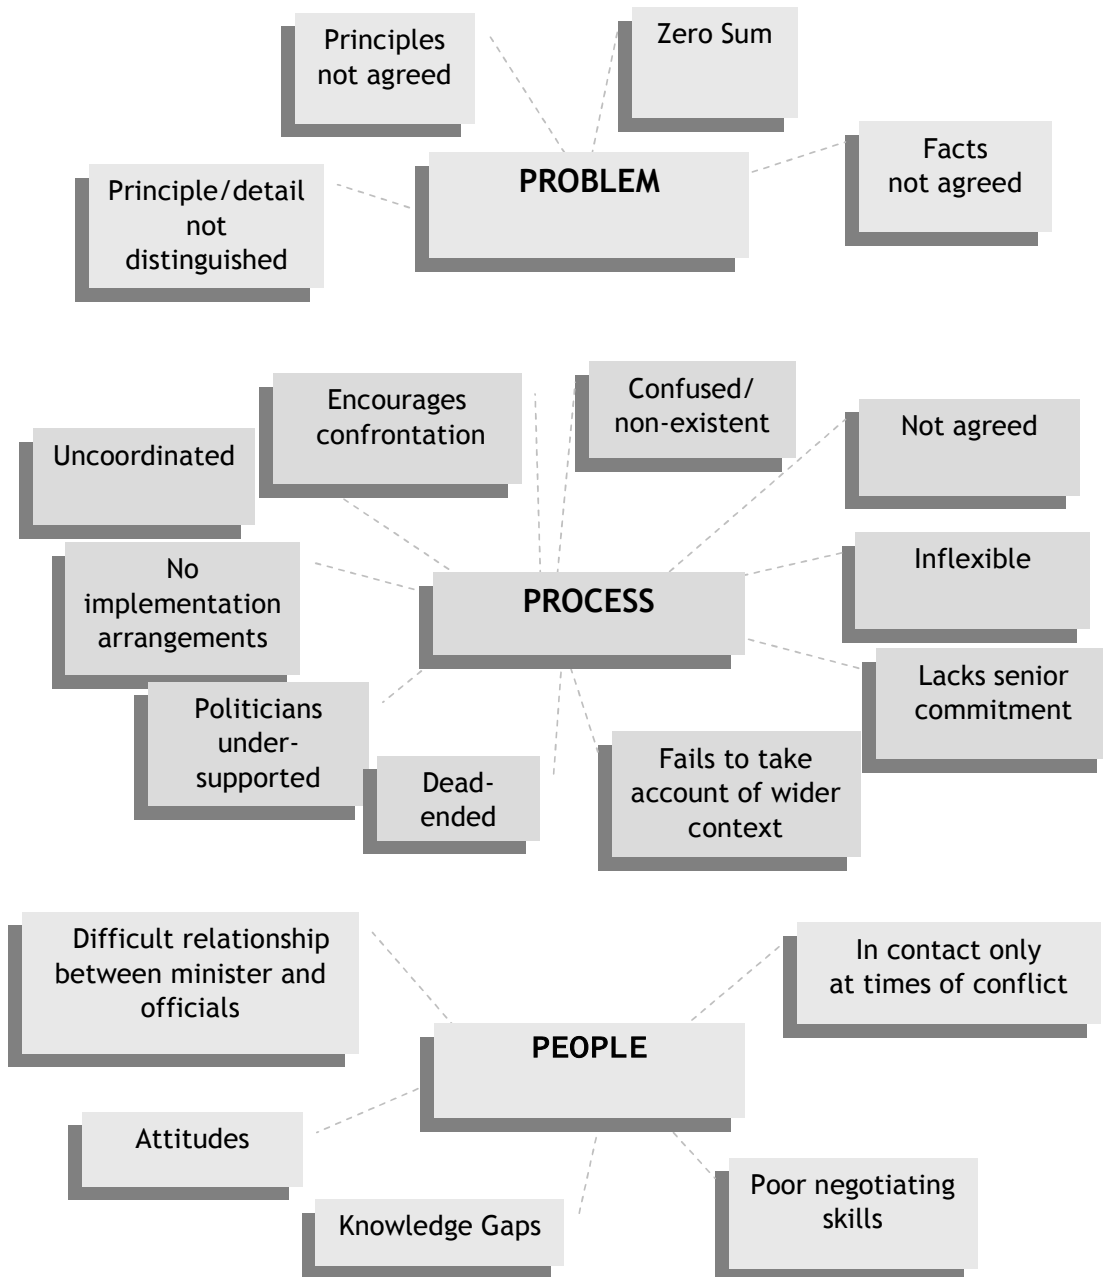 Principles
not agreed
Zero Sum
Facts
not agreed
PROBLEM
Principle/detail
not
distinguished
Encourages
confrontation
Confused/
non-existent
Not agreed
Uncoordinated
Inflexible
No
implementation
arrangements
PROCESS
Lacks senior
commitment
Politicians
under-
supported
Dead-
ended
Fails to take
account of wider
context
Difficult relationship
between minister and
officials
In contact only
at times of conflict
PEOPLE
Attitudes
Knowledge Gaps
Poor negotiating
skills